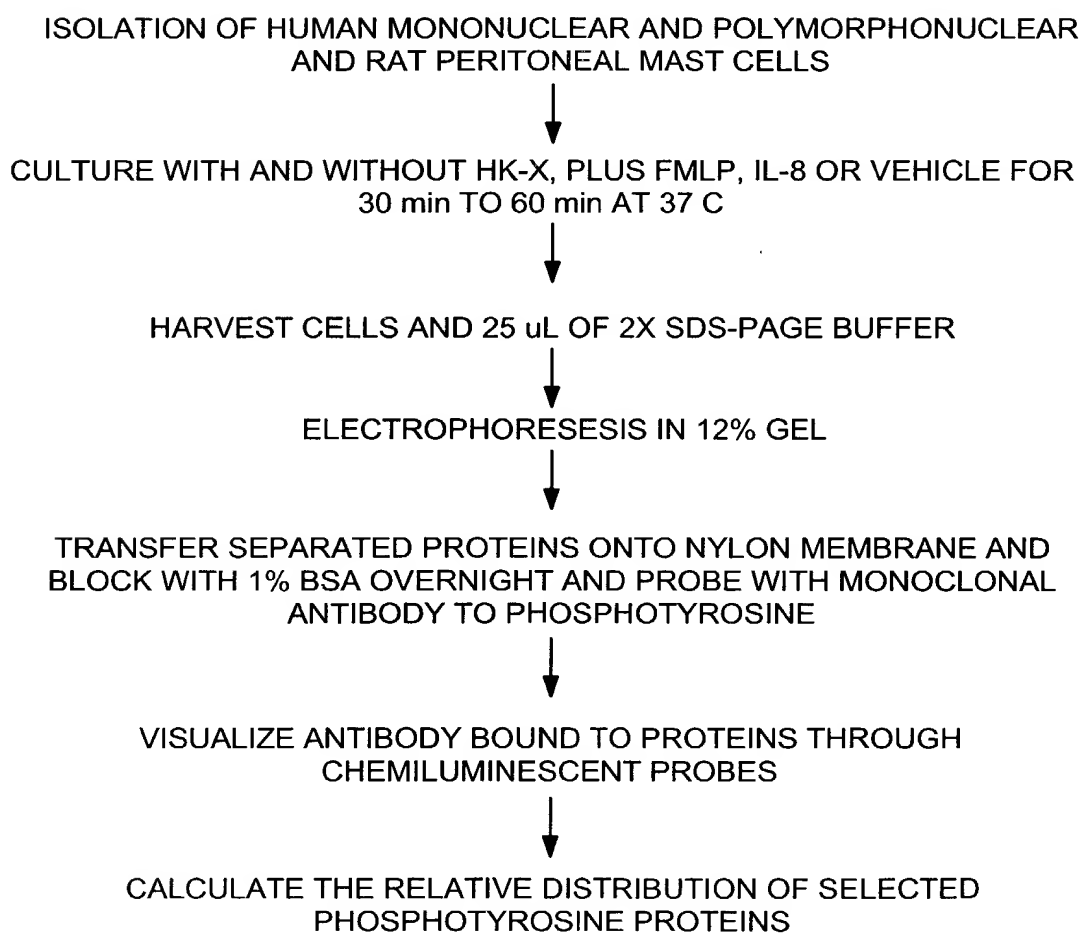 ISOLATION OF HUMAN MONONUCLEAR AND POLYMORPHONUCLEAR
AND RAT PERITONEAL MAST CELLS
CULTURE WITH AND WITHOUT HK-X, PLUS FMLP, IL-8 OR VEHICLE FOR
30 min TO 60 min AT 37 C
HARVEST CELLS AND 25 uL OF 2X SDS-PAGE BUFFER
ELECTROPHORESESIS IN 12% GEL
TRANSFER SEPARATED PROTEINS ONTO NYLON MEMBRANE AND
BLOCK WITH 1% BSA OVERNIGHT AND PROBE WITH MONOCLONAL
ANTIBODY TO PHOSPHOTYROSINE
VISUALIZE ANTIBODY BOUND TO PROTEINS THROUGH
CHEMILUMINESCENT PROBES
CALCULATE THE RELATIVE DISTRIBUTION OF SELECTED
PHOSPHOTYROSINE PROTEINS